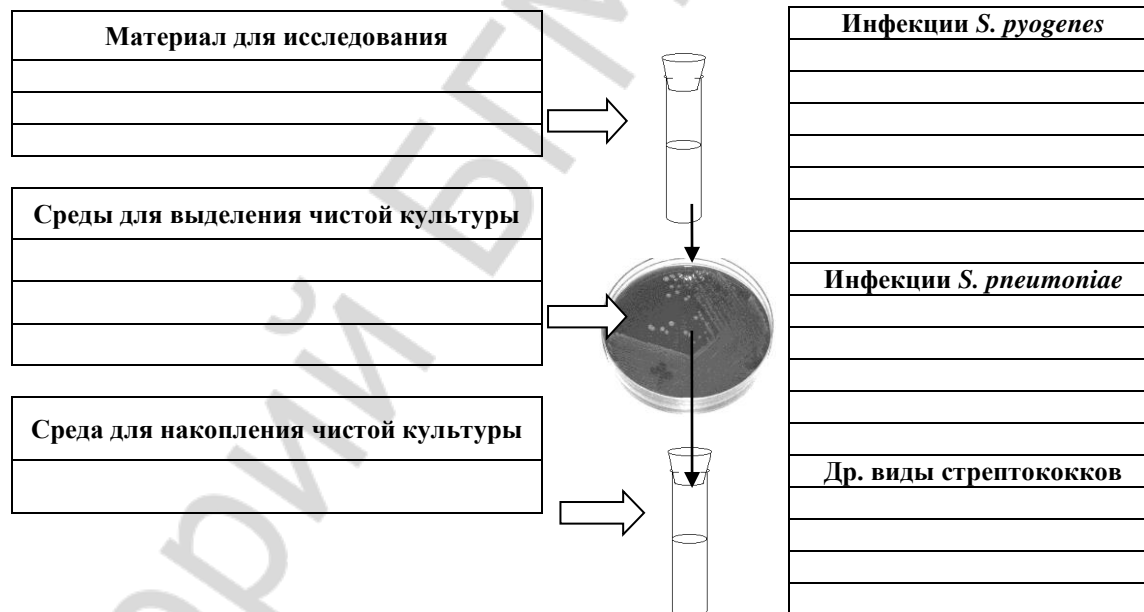 Материал для исследования
Среды для выделения чистой культуры
Среда для накопления чистой культуры
Инфекции S. pyogenes
Инфекции S. pneumoniae
Др. виды стрептококков